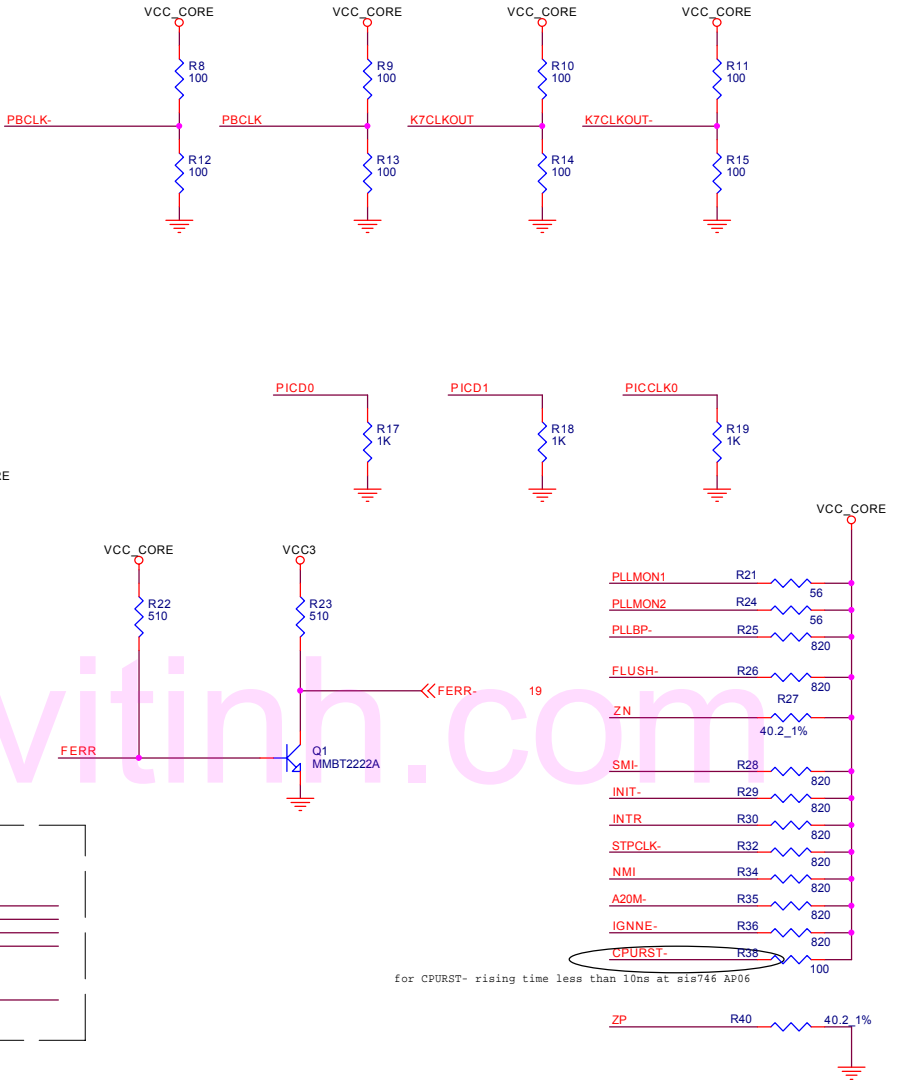 VCC_CORE VCC_CORE VCC_CORE VCC_CORE
R8 R9 R10 R11
100 100 100 100
PBCLK- PBCLK K7CLKOUT K7CLKOUT-
R12 R13 R14 R15
100 100 100 100
PICD0 PICD1 PICCLK0
R17 R18 R19
1K 1K 1K
VCC_CORE
VCC_CORE VCC3
R22 R23
510 510
FERR- 19
FERR
Q1
MMBT2222A
PLLMON1 R21
56
PLLMON2 R24
56
PLLBP- R25
820
FLUSH- R26
820
R27
ZN
40.2_1%
SMI- R28
820
INIT- R29
820
INTR R30
820
STPCLK- R32
820
NMI R34
820
A20M- R35
820
IGNNE- R36
820
CPURST- R38
100
for CPURST- rising time less than 10ns at sis746 AP06
ZP R40 40.2_1%
vitinh.com